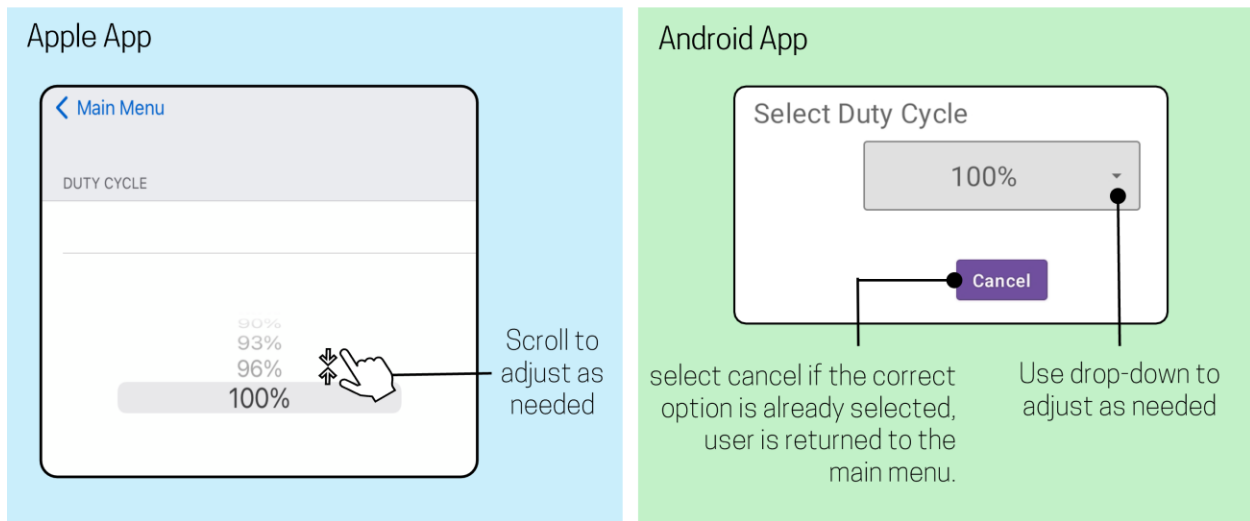 Apple App
Main Menu
DUTY CYCLE
90%
93%
96%
100%
Scroll to
adjust as
needed
Android App
Select Duty Cycle
100%
Cancel
select cancel if the correct
option is already selected,
user is returned to the
main menu.
Use drop-down to
adjust as needed